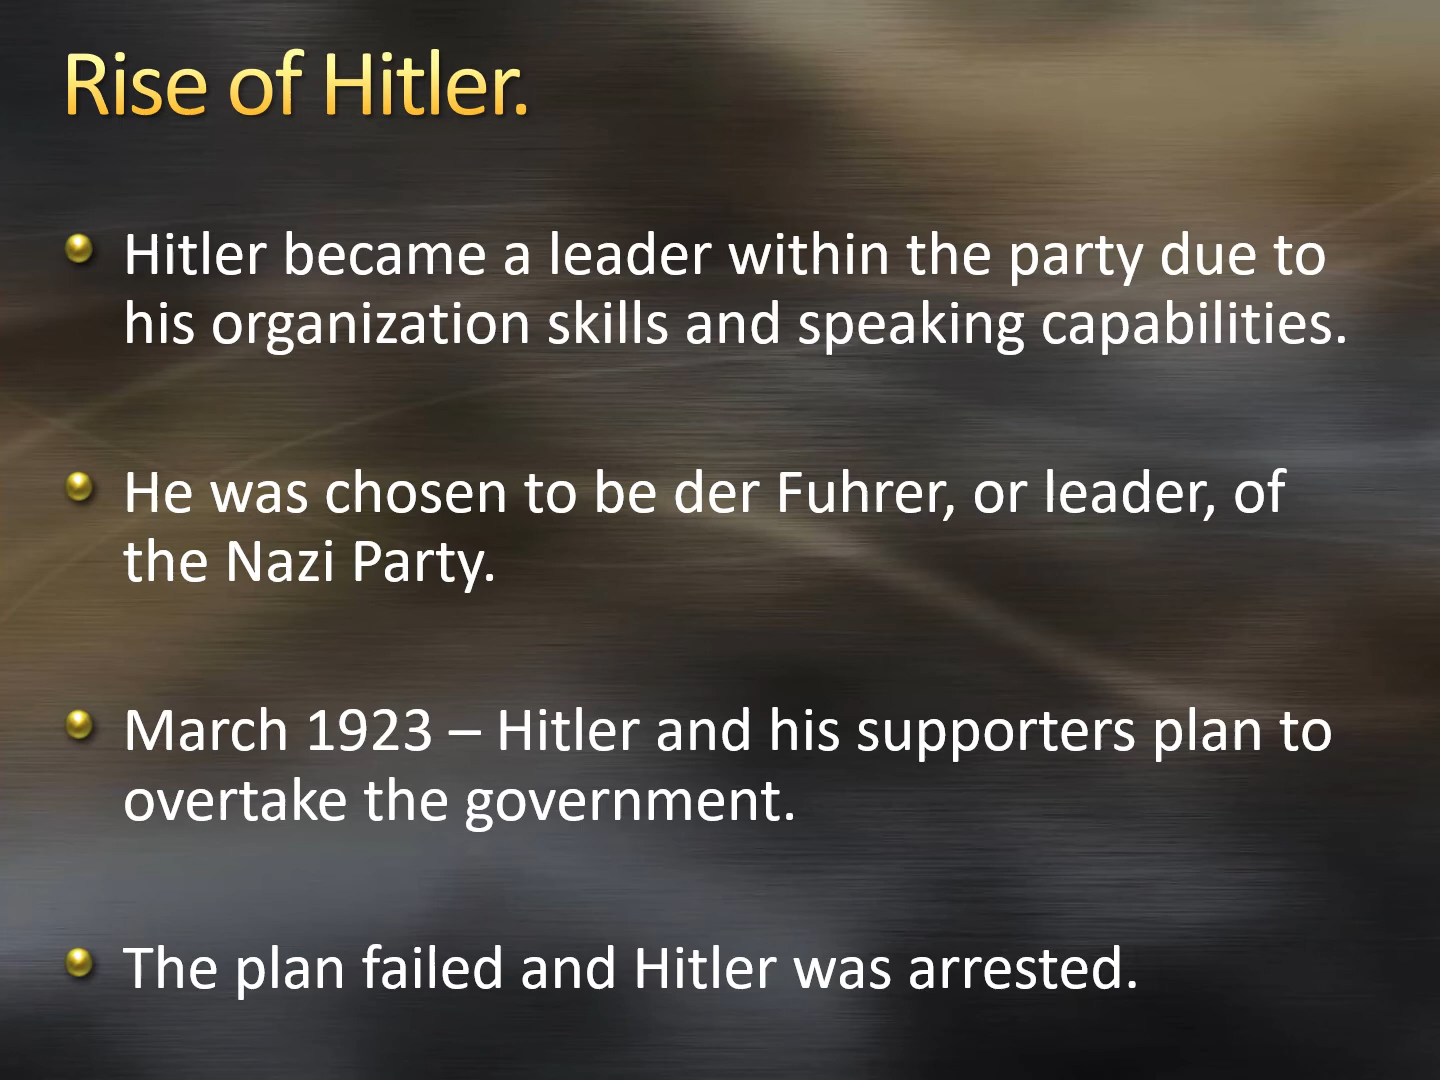 Rise of Hitler.
Hitler became a leader within the party due to
his organization skills and speaking capabilities.
He was chosen to be der Fuhrer, or leader, of
the Nazi Party.
March 1923 – Hitler and his supporters plan to
overtake the government.
The plan failed and Hitler was arrested.